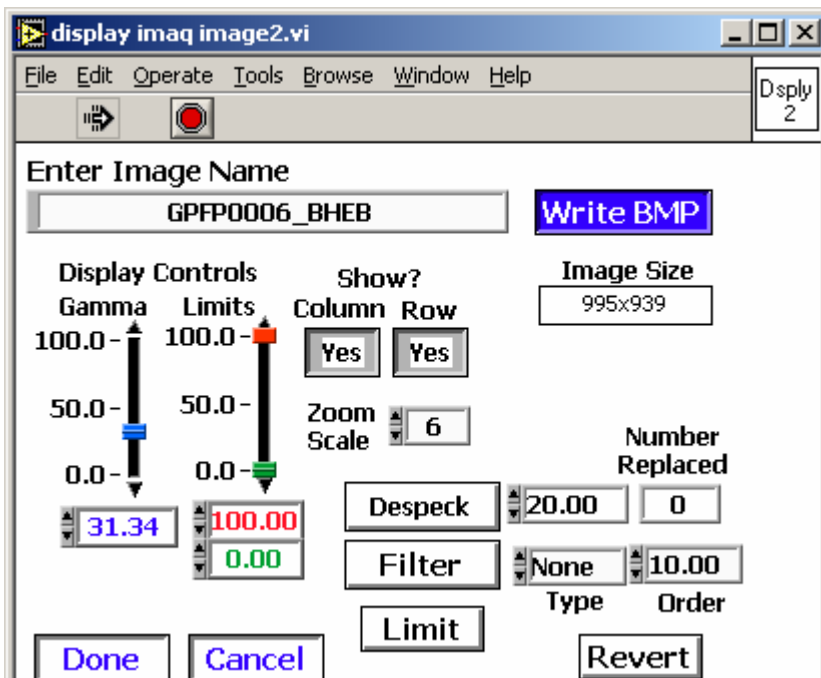 display imaq image2.vi
File Edit Operate Tools Browse Window Help
Dsply
2
Enter Image Name
GPFP0006_BHEB
Write BMP
Display Controls
Gamma Limits
100.0 100.0
50.0 50.0
0.0 0.0
31.34
100.00
0.00
Show?
Column Row
Yes Yes
Image Size
995x939
Zoom
Scale
6
Number
Replaced
Despeck 20.00 0
Filter None 10.00
Type Order
Limit
Done Cancel Revert